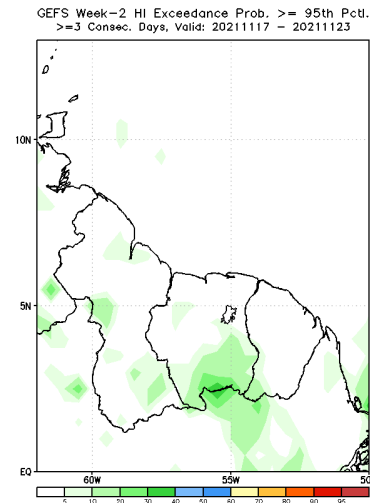 GEFS Week-2 HI Exceedance Prob. >= 95th Pctl.
>=3 Consec. Days, Valid: 20211117 - 20211123
10N
5N
EQ
60W 55W 50
5 10 20 30 40 50 60 70 80 90 95